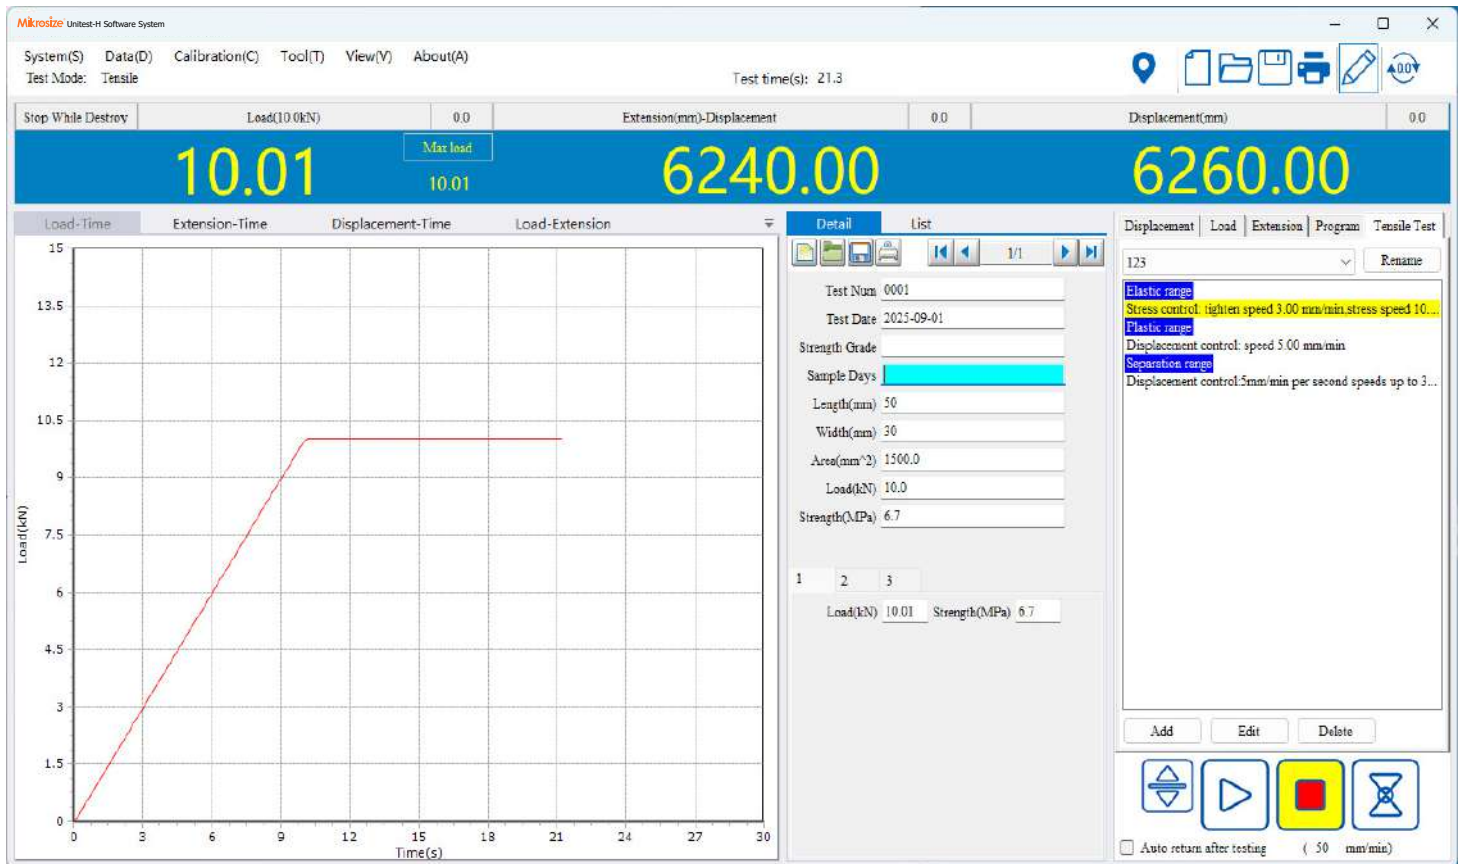 Mikrosize Unitest-H Software System
System(S) Data(D) Calibration(C) Tool(T) View(V) About(A)
Test Mode: Tensile
Test time(s): 21.3
Stop While Destroy Load(10.0kN) 0.0 Extension(mm)-Displacement 0.0 Displacement(mm) 0.0
10.01 Max load 10.01 6240.00 6260.00
Load-Time Extension-Time Displacement-Time Load-Extension
15
13.5
12
10.5
9
7.5
6
4.5
3
1.5
0
Load(kN)
0 3 6 9 12 15 18 21 24 27 30
Time(s)
Detail List
1/1
Test Num 0001
Test Date 2025-09-01
Strength Grade
Sample Days
Length(mm) 50
Width(mm) 30
Area(mm^2) 1500.0
Load(kN) 10.0
Strength(MPa) 6.7
1 2 3
Load(kN) 10.01 Strength(MPa) 6.7
Displacement Load Extension Program Tensile Test
123 Rename
Elastic range
Stress control: tighten speed 3.00 mm/min,stress speed 10....
Plastic range
Displacement control: speed 5.00 mm/min
Separation range
Displacement control:5mm/min per second speeds up to 3...
Add Edit Delete
Auto return after testing ( 50 mm/min)